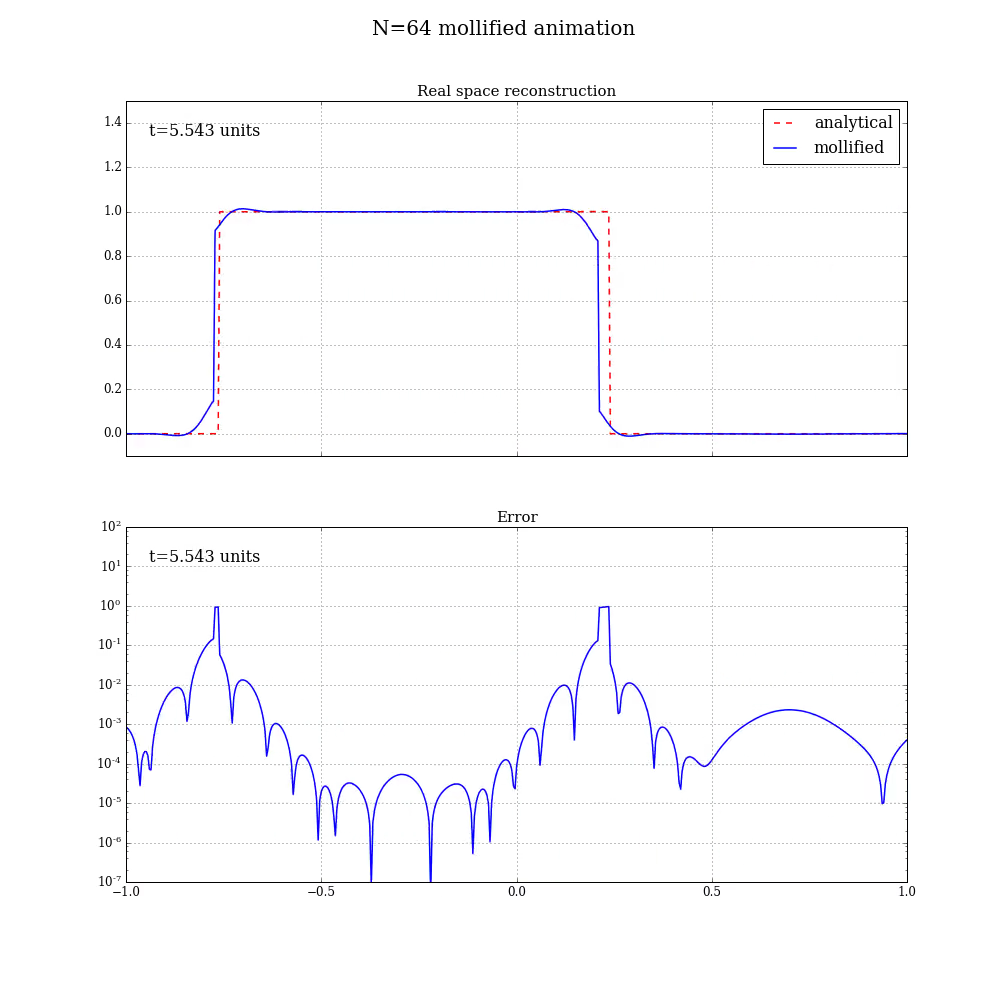 N=64 mollified animation
Real space reconstruction
t=5.543 units
analytical
mollified
1.4
1.2
1.0
0.8
0.6
0.4
0.2
0.0
Error
t=5.543 units
10²
10¹
10⁰
10⁻¹
10⁻²
10⁻³
10⁻⁴
10⁻⁵
10⁻⁶
10⁻⁷
−1.0 −0.5 0.0 0.5 1.0